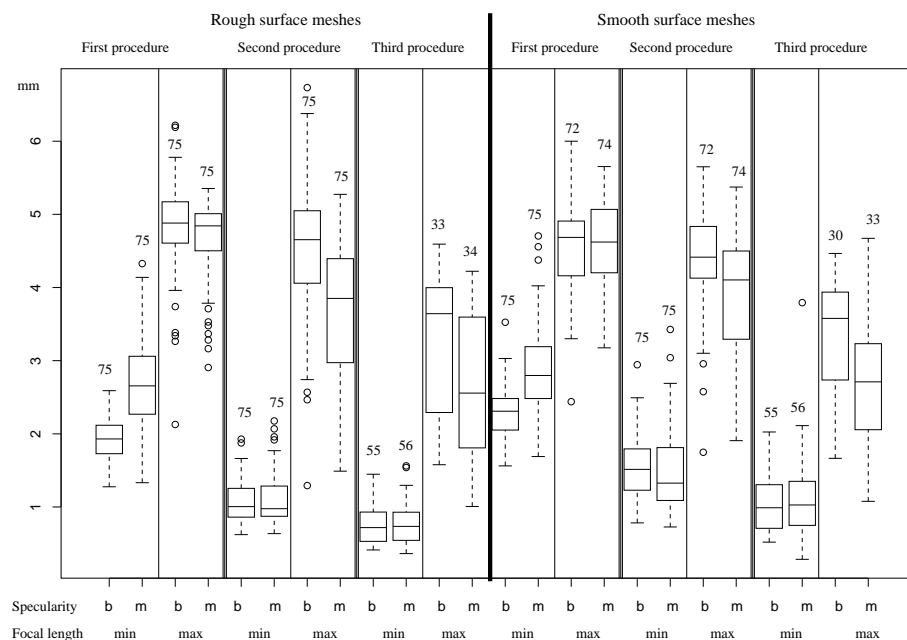 Rough surface meshes Smooth surface meshes
First procedure Second procedure Third procedure First procedure Second procedure Third procedure
mm
75
6
75 75 72 74
75 75 72 74
5
75 33 75 30 33
34
4
75 75 75
75
3
75 75 55 56
55 56
2
1
Specularity b m b m b m b m b m b m b m b m b m b m b m b m
Focal length min max min max min max min max min max min max